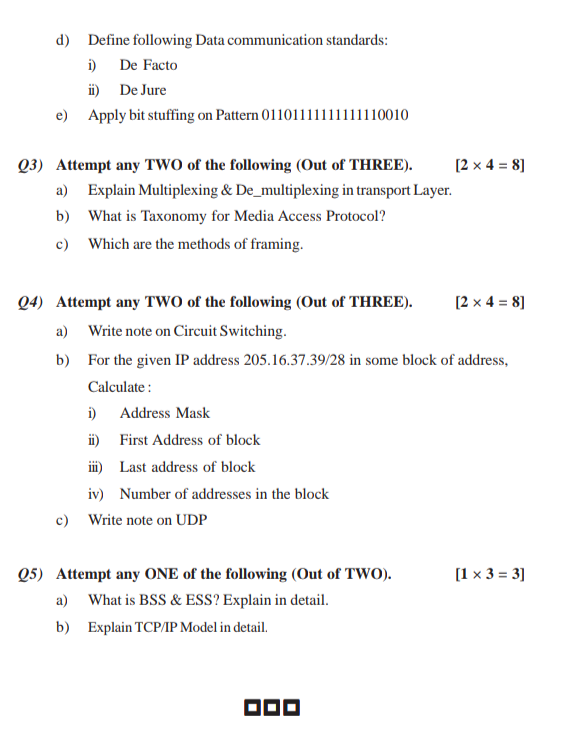 d) Define following Data communication standards:
i) De Facto
ii) De Jure
e) Apply bit stuffing on Pattern 01101111111111110010
Q3) Attempt any TWO of the following (Out of THREE). [2 × 4 = 8]
a) Explain Multiplexing & De_multiplexing in transport Layer.
b) What is Taxonomy for Media Access Protocol?
c) Which are the methods of framing.
Q4) Attempt any TWO of the following (Out of THREE). [2 × 4 = 8]
a) Write note on Circuit Switching.
b) For the given IP address 205.16.37.39/28 in some block of address,
Calculate :
i) Address Mask
ii) First Address of block
iii) Last address of block
iv) Number of addresses in the block
c) Write note on UDP
Q5) Attempt any ONE of the following (Out of TWO). [1 × 3 = 3]
a) What is BSS & ESS? Explain in detail.
b) Explain TCP/IP Model in detail.